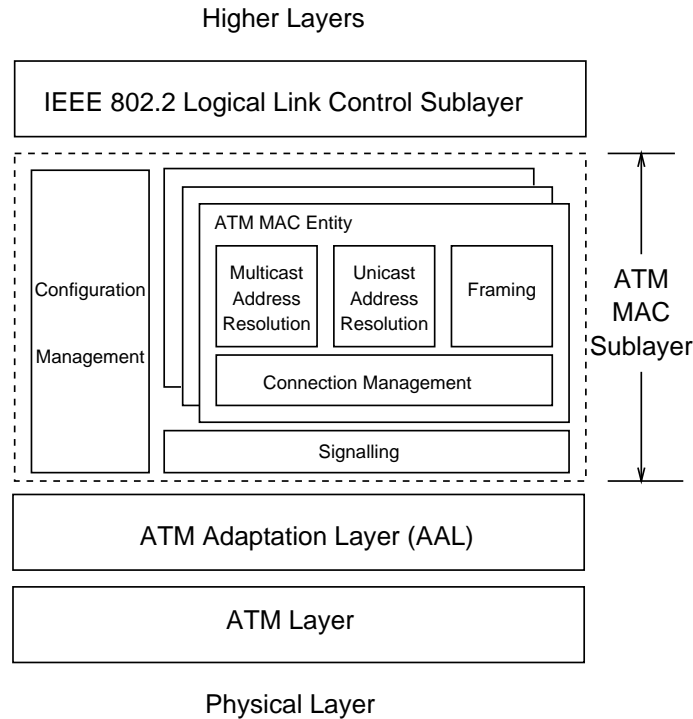 Higher Layers
IEEE 802.2 Logical Link Control Sublayer
Configuration
Management
ATM MAC Entity
Multicast
Address
Resolution
Unicast
Address
Resolution
Framing
Connection Management
Signalling
ATM
MAC
Sublayer
ATM Adaptation Layer (AAL)
ATM Layer
Physical Layer